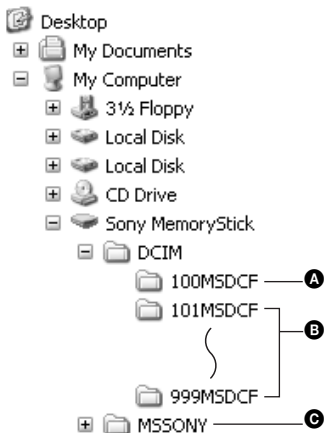 Desktop
My Documents
My Computer
3½ Floppy
Local Disk
Local Disk
CD Drive
Sony MemoryStick
DCIM
100MSDCF A
101MSDCF
B
999MSDCF
MSSONY C